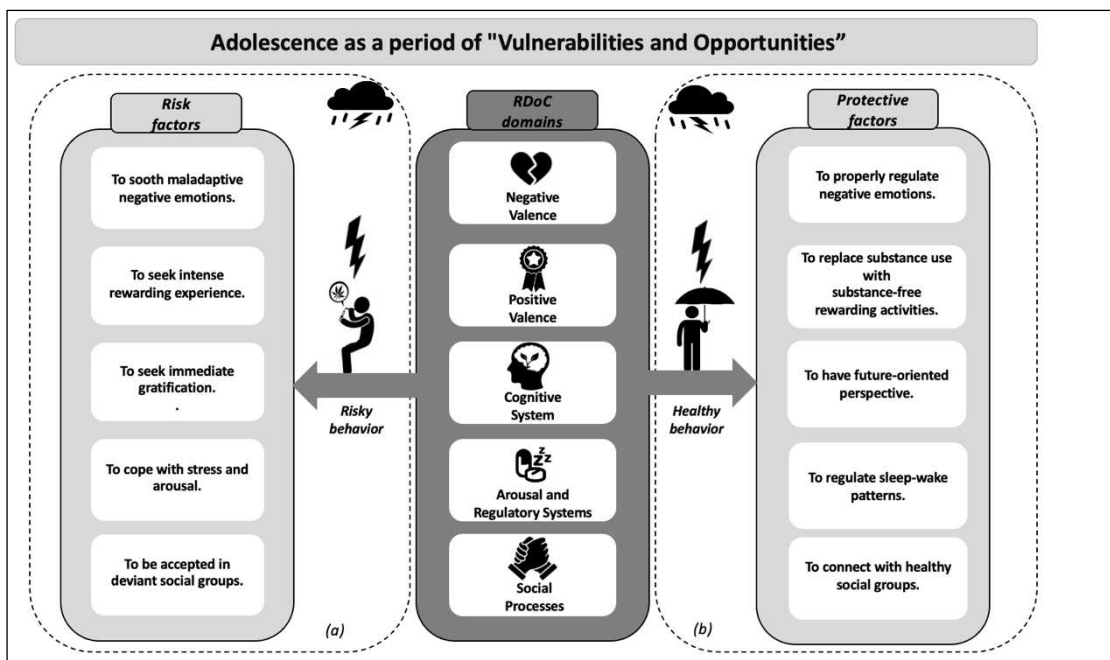 Adolescence as a period of "Vulnerabilities and Opportunities”
Risk
factors
To sooth maladaptive
negative emotions.
To seek intense
rewarding experience.
To seek immediate
gratification.
.
To cope with stress and
arousal.
To be accepted in
deviant social groups.
Risky
behavior
(a)
RDoC
domains
Negative
Valence
Positive
Valence
Cognitive
System
zzz
Arousal and
Regulatory Systems
Social
Processes
Healthy
behavior
(b)
Protective
factors
To properly regulate
negative emotions.
To replace substance use
with
substance-free
rewarding activities.
To have future-oriented
perspective.
To regulate sleep-wake
patterns.
To connect with healthy
social groups.